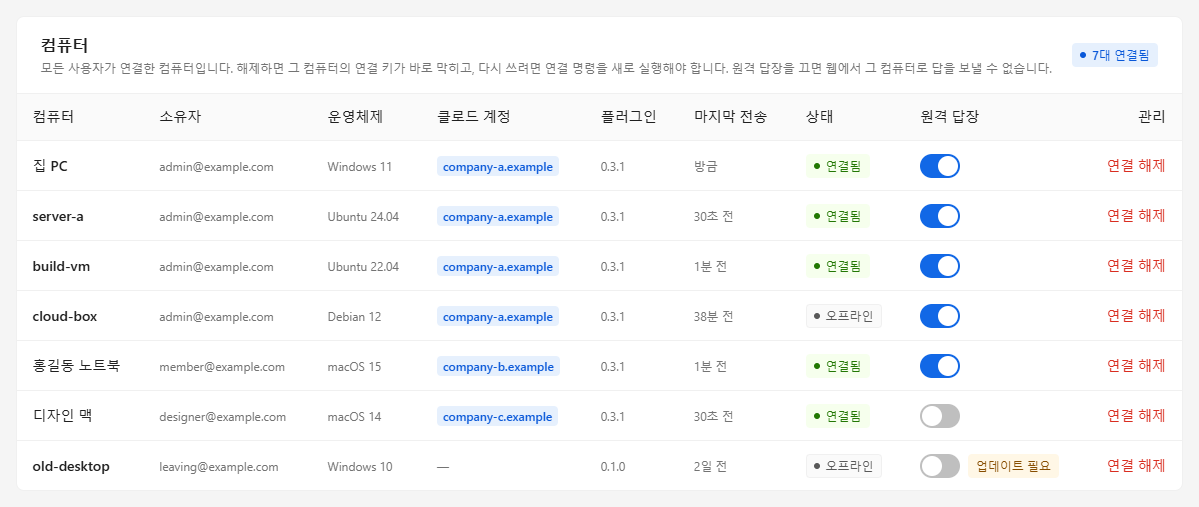 컴퓨터
모든 사용자가 연결한 컴퓨터입니다. 해제하면 그 컴퓨터의 연결 키가 바로 막히고, 다시 쓰려면 연결 명령을 새로 실행해야 합니다. 원격 답장을 끄면 웹에서 그 컴퓨터로 답을 보낼 수 없습니다.
7대 연결됨
컴퓨터 소유자 운영체제 클로드 계정 플러그인 마지막 전송 상태 원격 답장 관리
집 PC admin@example.com Windows 11 company-a.example 0.3.1 방금 연결됨 연결 해제
server-a admin@example.com Ubuntu 24.04 company-a.example 0.3.1 30초 전 연결됨 연결 해제
build-vm admin@example.com Ubuntu 22.04 company-a.example 0.3.1 1분 전 연결됨 연결 해제
cloud-box admin@example.com Debian 12 company-a.example 0.3.1 38분 전 오프라인 연결 해제
홍길동 노트북 member@example.com macOS 15 company-b.example 0.3.1 1분 전 연결됨 연결 해제
디자인 맥 designer@example.com macOS 14 company-c.example 0.3.1 30초 전 연결됨 연결 해제
old-desktop leaving@example.com Windows 10 — 0.1.0 2일 전 오프라인 업데이트 필요 연결 해제